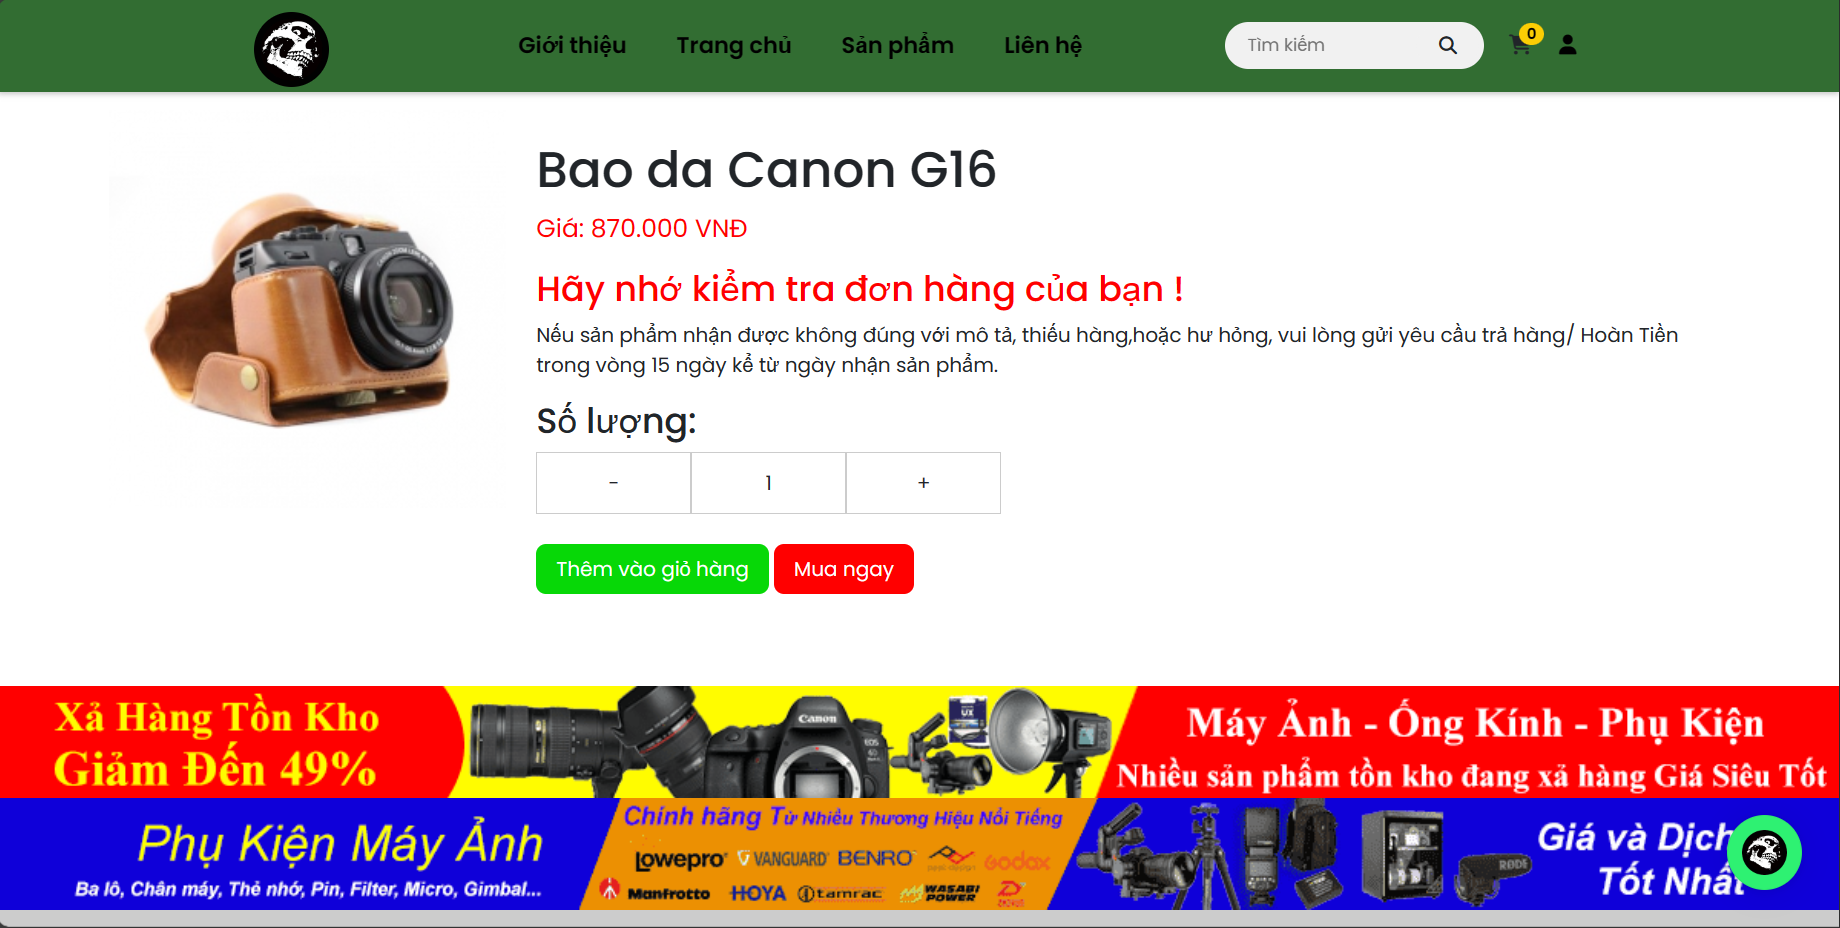 Giới thiệu
Trang chủ
Sản phẩm
Liên hệ
Tìm kiếm
0
Bao da Canon G16
Giá: 870.000 VNĐ
Hãy nhớ kiểm tra đơn hàng của bạn !
Nếu sản phẩm nhận được không đúng với mô tả, thiếu hàng,hoặc hư hỏng, vui lòng gửi yêu cầu trả hàng/ Hoàn Tiền
trong vòng 15 ngày kể từ ngày nhận sản phẩm.
Số lượng:
- 1 +
Thêm vào giỏ hàng
Mua ngay
Xả Hàng Tồn Kho
Giảm Đến 49%
Canon
EOS
6D
UX
Máy Ảnh - Ống Kính - Phụ Kiện
Nhiều sản phẩm tồn kho đang xả hàng Giá Siêu Tốt
Phụ Kiện Máy Ảnh
Ba lô, Chân máy, Thẻ nhớ, Pin, Filter, Micro, Gimbal...
Chính hãng Từ Nhiều Thương Hiệu Nổi Tiếng
Lowepro VANGUARD BENRO Godox
Manfrotto HOYA tamrac WASABI POWER
RODE
Giá và Dịch
Tốt Nhất